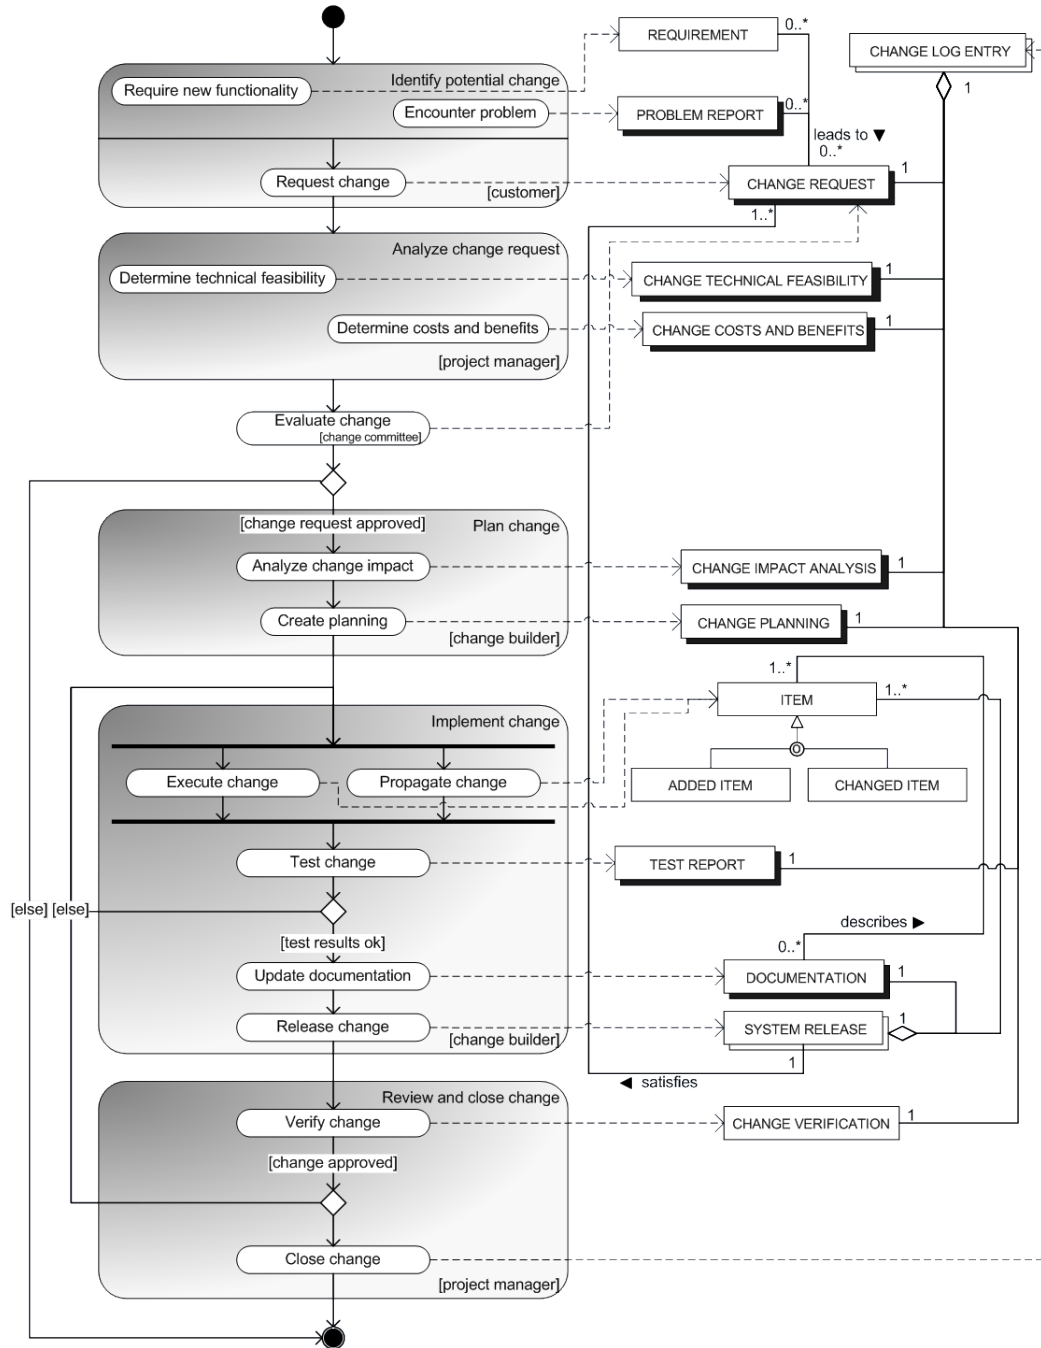 REQUIREMENT
0..*
CHANGE LOG ENTRY
1
Identify potential change
Require new functionality
Encounter problem
PROBLEM REPORT
0..*
leads to ▼
0..*
Request change
[customer]
CHANGE REQUEST
1
1..*
Analyze change request
Determine technical feasibility
CHANGE TECHNICAL FEASIBILITY
1
Determine costs and benefits
CHANGE COSTS AND BENEFITS
1
[project manager]
Evaluate change
[change committee]
[change request approved]
Plan change
Analyze change impact
CHANGE IMPACT ANALYSIS
1
Create planning
CHANGE PLANNING
1
[change builder]
1..*
ITEM
1..*
Implement change
Execute change
Propagate change
ADDED ITEM
CHANGED ITEM
Test change
TEST REPORT
1
[else]
[else]
[test results ok]
describes ►
0..*
Update documentation
DOCUMENTATION
1
Release change
[change builder]
SYSTEM RELEASE
1
1
◄ satisfies
Review and close change
Verify change
CHANGE VERIFICATION
1
[change approved]
Close change
[project manager]